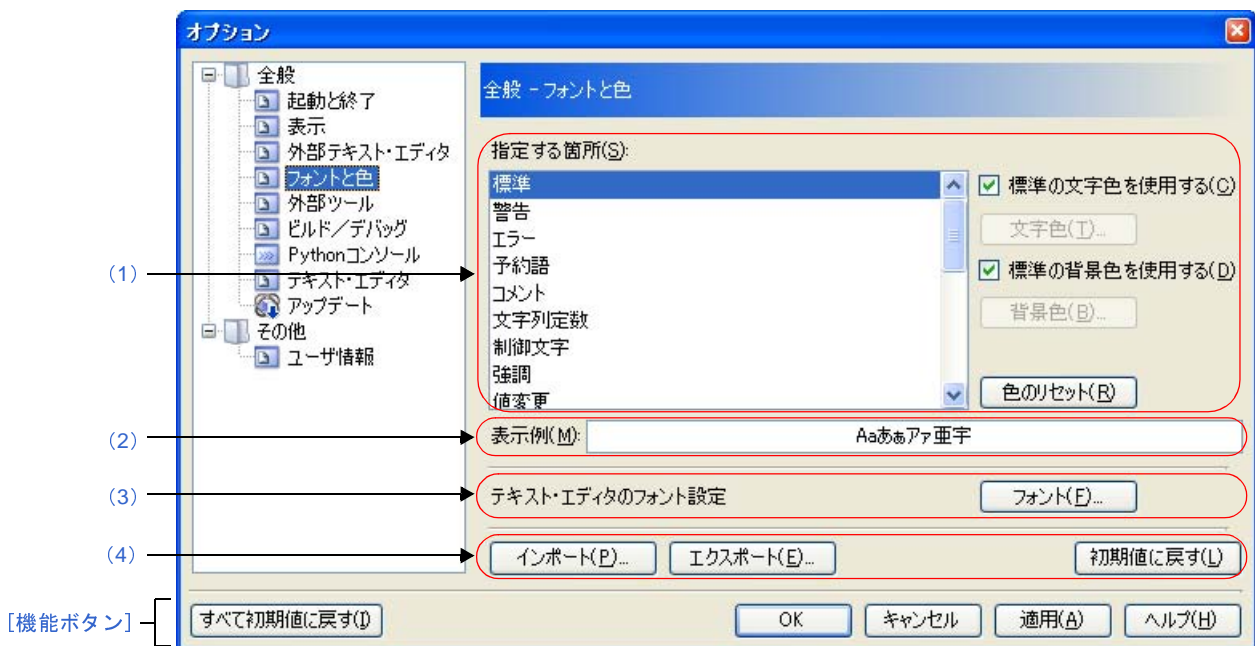 オプション
全般
起動と終了
表示
外部テキスト・エディタ
フォントと色
外部ツール
ビルド／デバッグ
Pythonコンソール
テキスト・エディタ
アップデート
その他
ユーザ情報
全般 - フォントと色
(1)
指定する箇所(S):
標準
警告
エラー
予約語
コメント
文字列定数
制御文字
強調
値変更
標準の文字色を使用する(C)
文字色(T)...
標準の背景色を使用する(D)
背景色(B)...
色のリセット(R)
(2)
表示例(M):
Aaあぁアァ亜宇
(3)
テキスト・エディタのフォント設定
フォント(F)...
(4)
インポート(P)...
エクスポート(E)...
初期値に戻す(L)
[機能ボタン]
すべて初期値に戻す(I)
OK
キャンセル
適用(A)
ヘルプ(H)